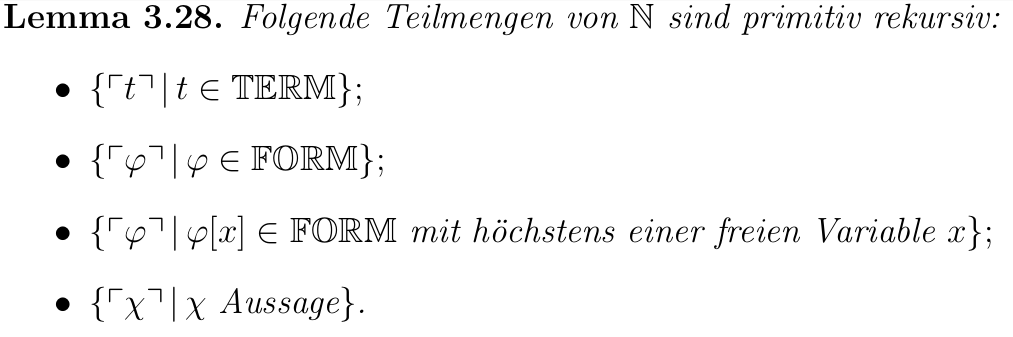 Lemma 3.28. Folgende Teilmengen von ℕ sind primitiv rekursiv:
• {⌜t⌝ | t ∈ 𝕋𝔼ℝ𝕄};
• {⌜φ⌝ | φ ∈ 𝔽𝕆ℝ𝕄};
• {⌜φ⌝ | φ[x] ∈ 𝔽𝕆ℝ𝕄 mit höchstens einer freien Variable x};
• {⌜χ⌝ | χ Aussage}.